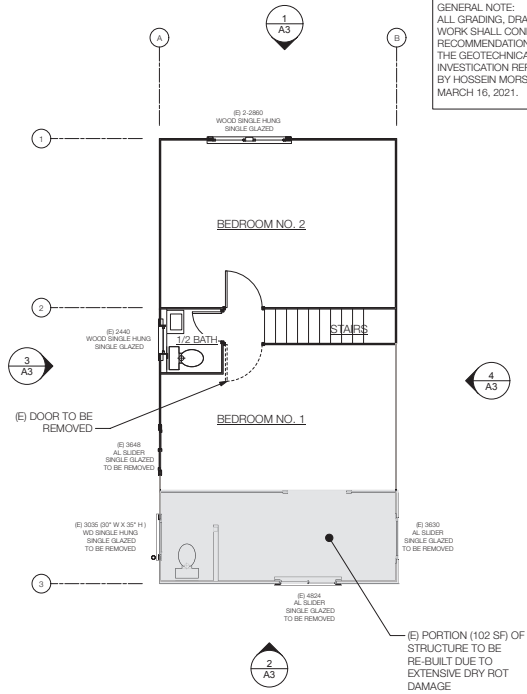 GENERAL NOTE:
ALL GRADING, DRA
WORK SHALL CON
RECOMMENDATION
THE GEOTECHNICA
INVESTICATION REF
BY HOSSEIN MORS
MARCH 16, 2021.
1
A3
A
B
(E) 2-2860
WOOD SINGLE HUNG
SINGLE GLAZED
1
BEDROOM NO. 2
2
(E) 2440
WOOD SINGLE HUNG
SINGLE GLAZED
1/2 BATH
STAIRS
3
A3
4
A3
(E) DOOR TO BE
REMOVED
BEDROOM NO. 1
(E) 3648
AL SLIDER
SINGLE GLAZED
TO BE REMOVED
(E) 3035 (30" W X 35" H )
WD SINGLE HUNG
SINGLE GLAZED
TO BE REMOVED
(E) 3630
AL SLIDER
SINGLE GLAZED
TO BE REMOVED
3
(E) 4824
AL SLIDER
SINGLE GLAZED
TO BE REMOVED
(E) PORTION (102 SF) OF
STRUCTURE TO BE
RE-BUILT DUE TO
EXTENSIVE DRY ROT
DAMAGE
2
A3